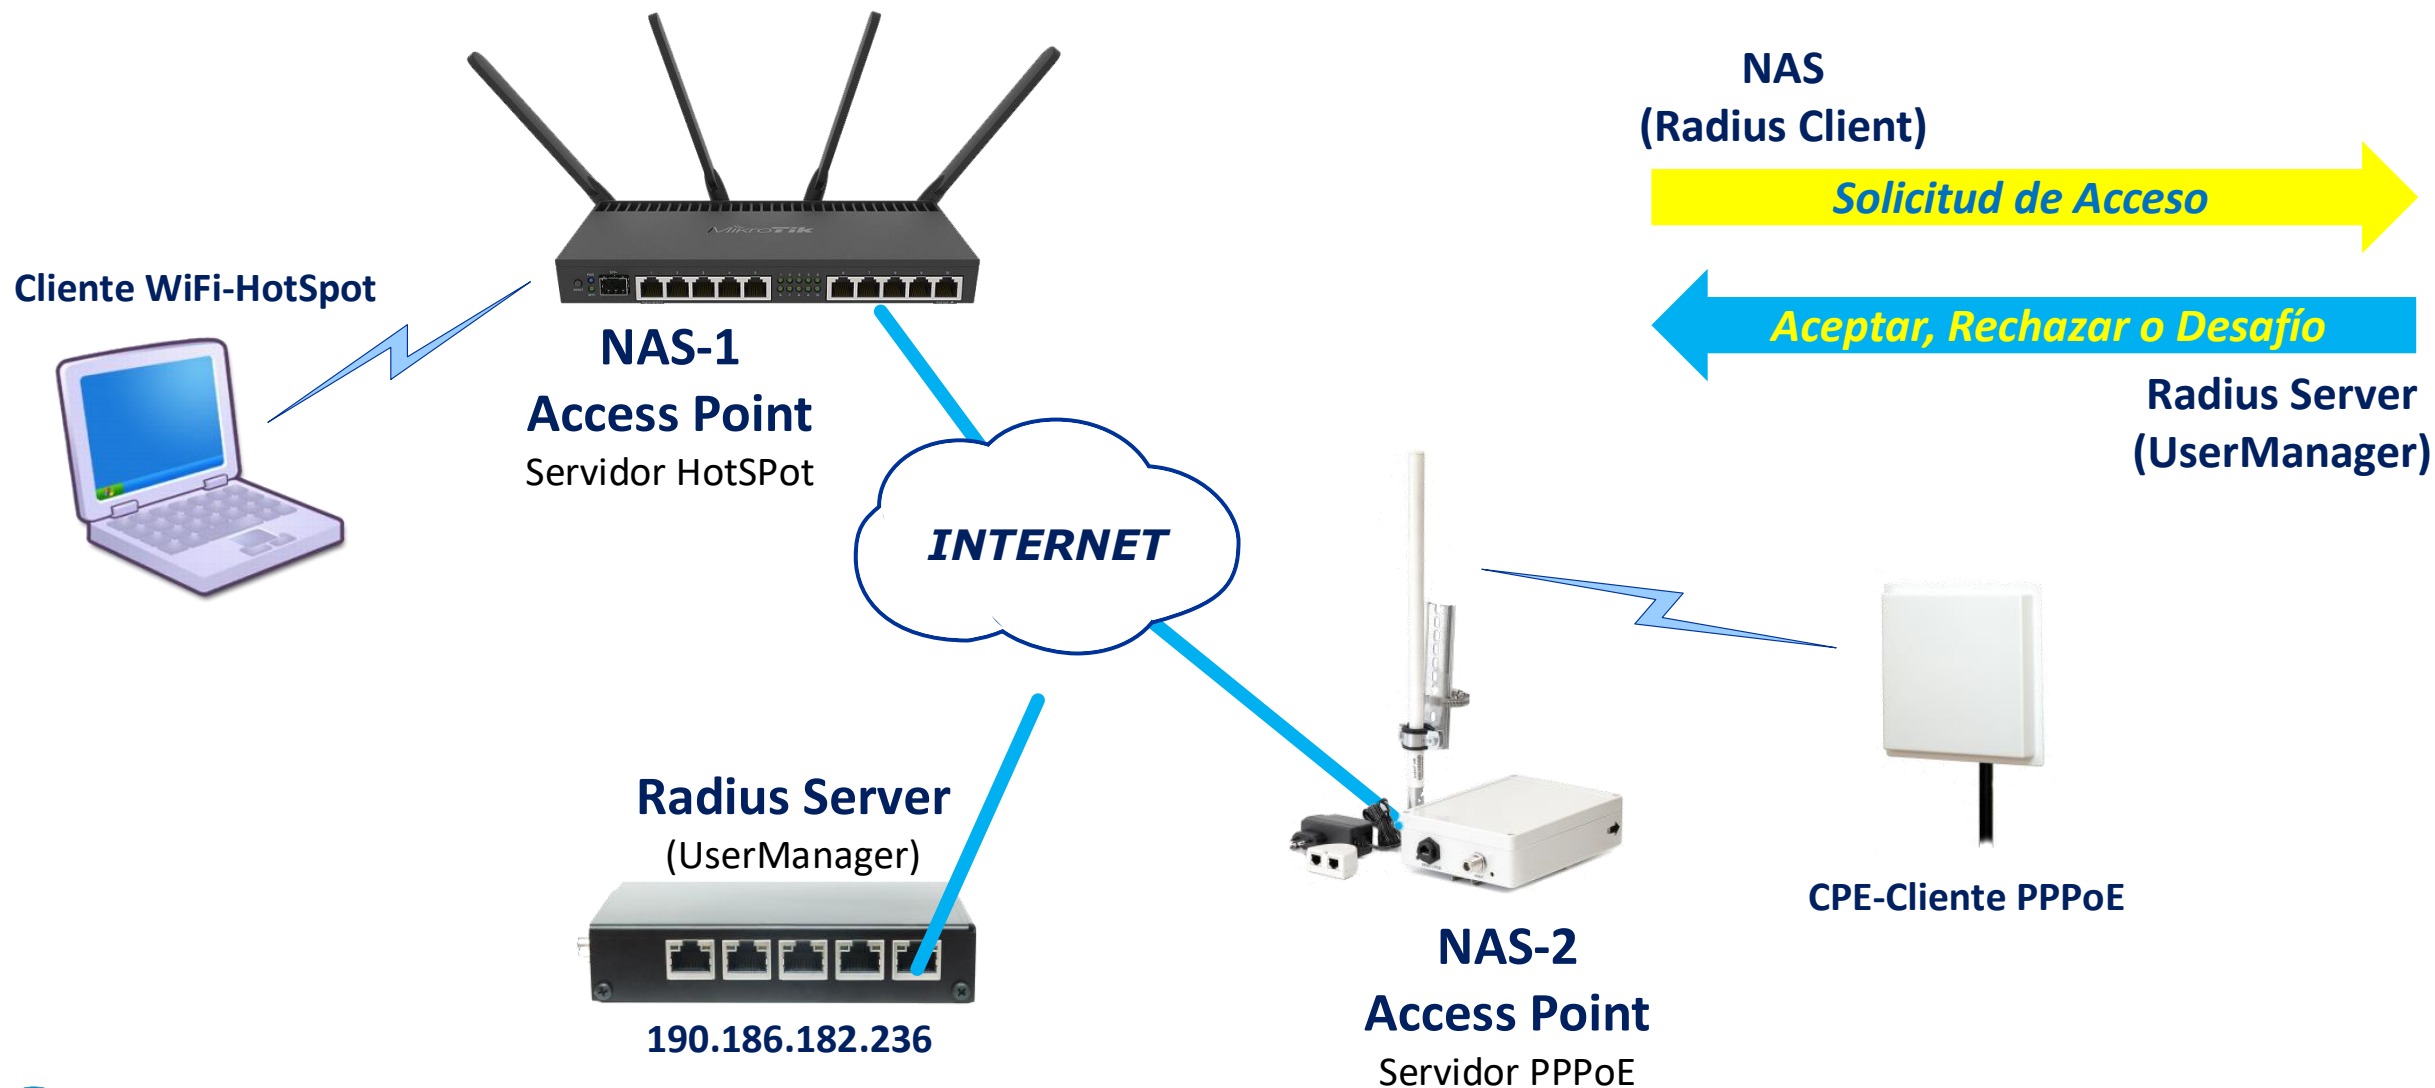 NAS
(Radius Client)
Solicitud de Acceso
Aceptar, Rechazar o Desafío
Radius Server
(UserManager)
MikroTik
Cliente WiFi-HotSpot
NAS-1
Access Point
Servidor HotSPot
INTERNET
Radius Server
(UserManager)
190.186.182.236
CPE-Cliente PPPoE
NAS-2
Access Point
Servidor PPPoE